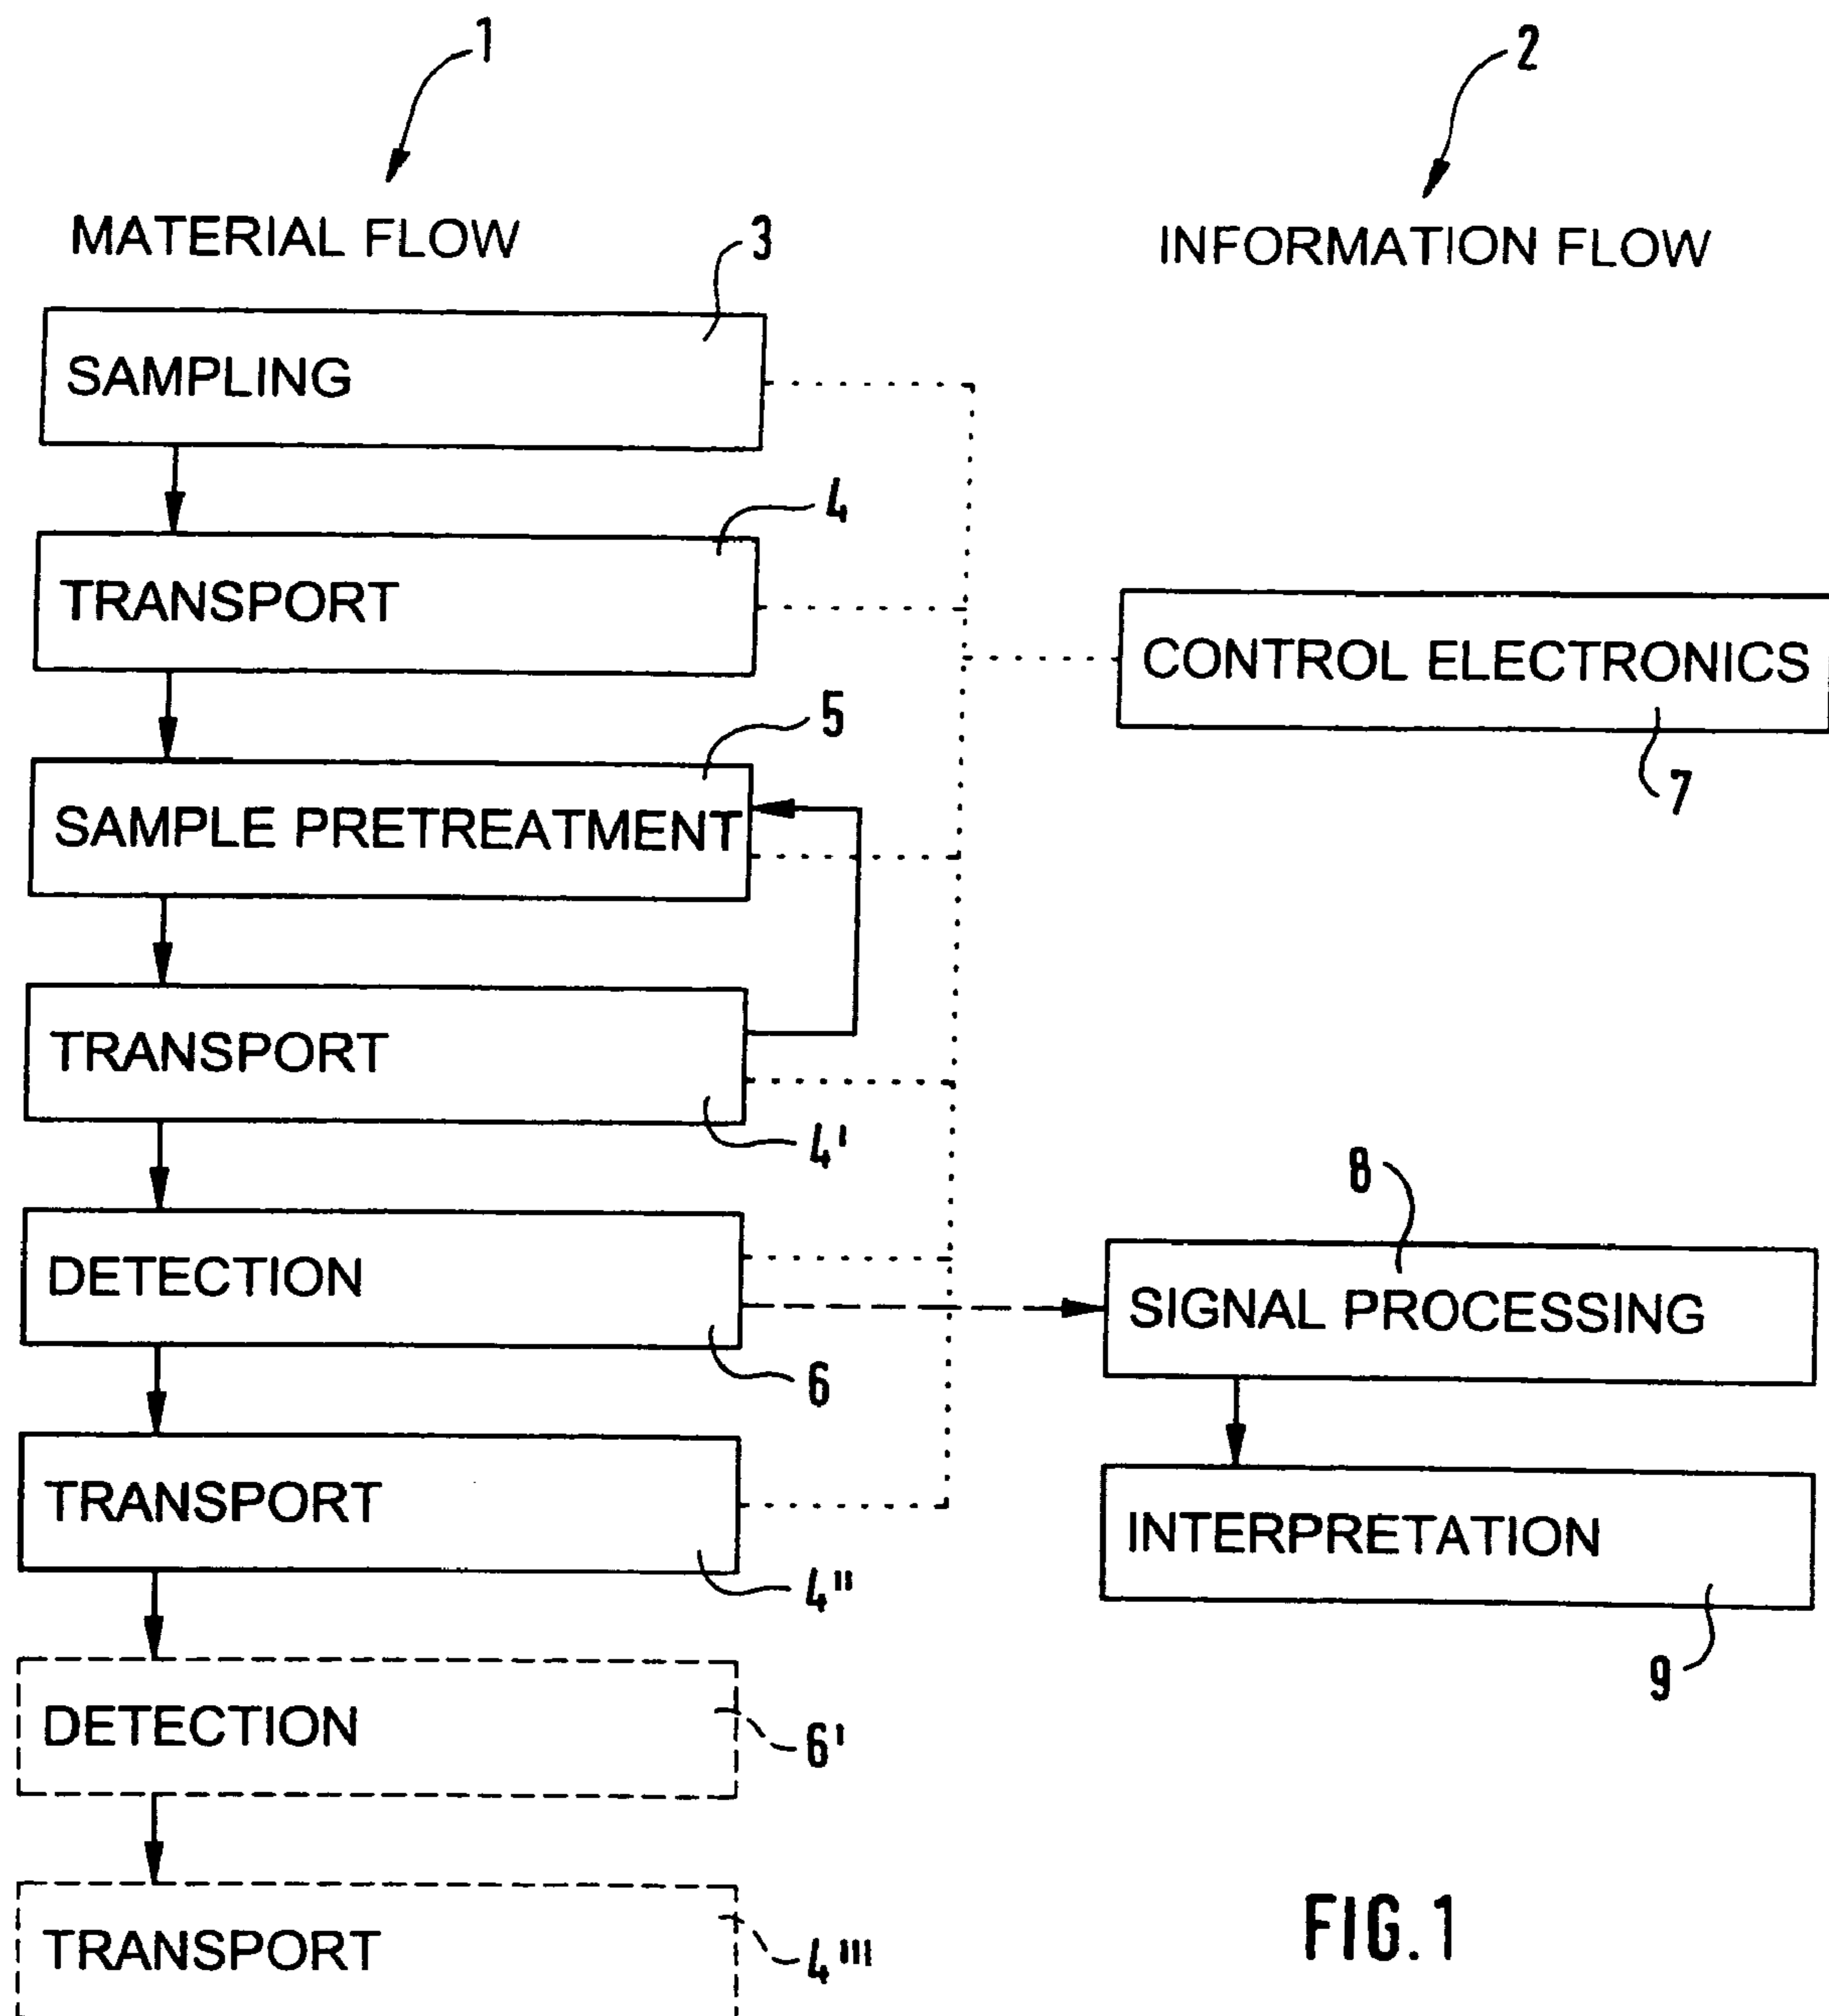 1
2
MATERIAL FLOW
INFORMATION FLOW
3
SAMPLING
4
TRANSPORT
CONTROL ELECTRONICS
7
5
SAMPLE PRETREATMENT
TRANSPORT
4'
8
DETECTION
SIGNAL PROCESSING
6
TRANSPORT
INTERPRETATION
4"
9
DETECTION
6'
TRANSPORT
4'''
FIG.1